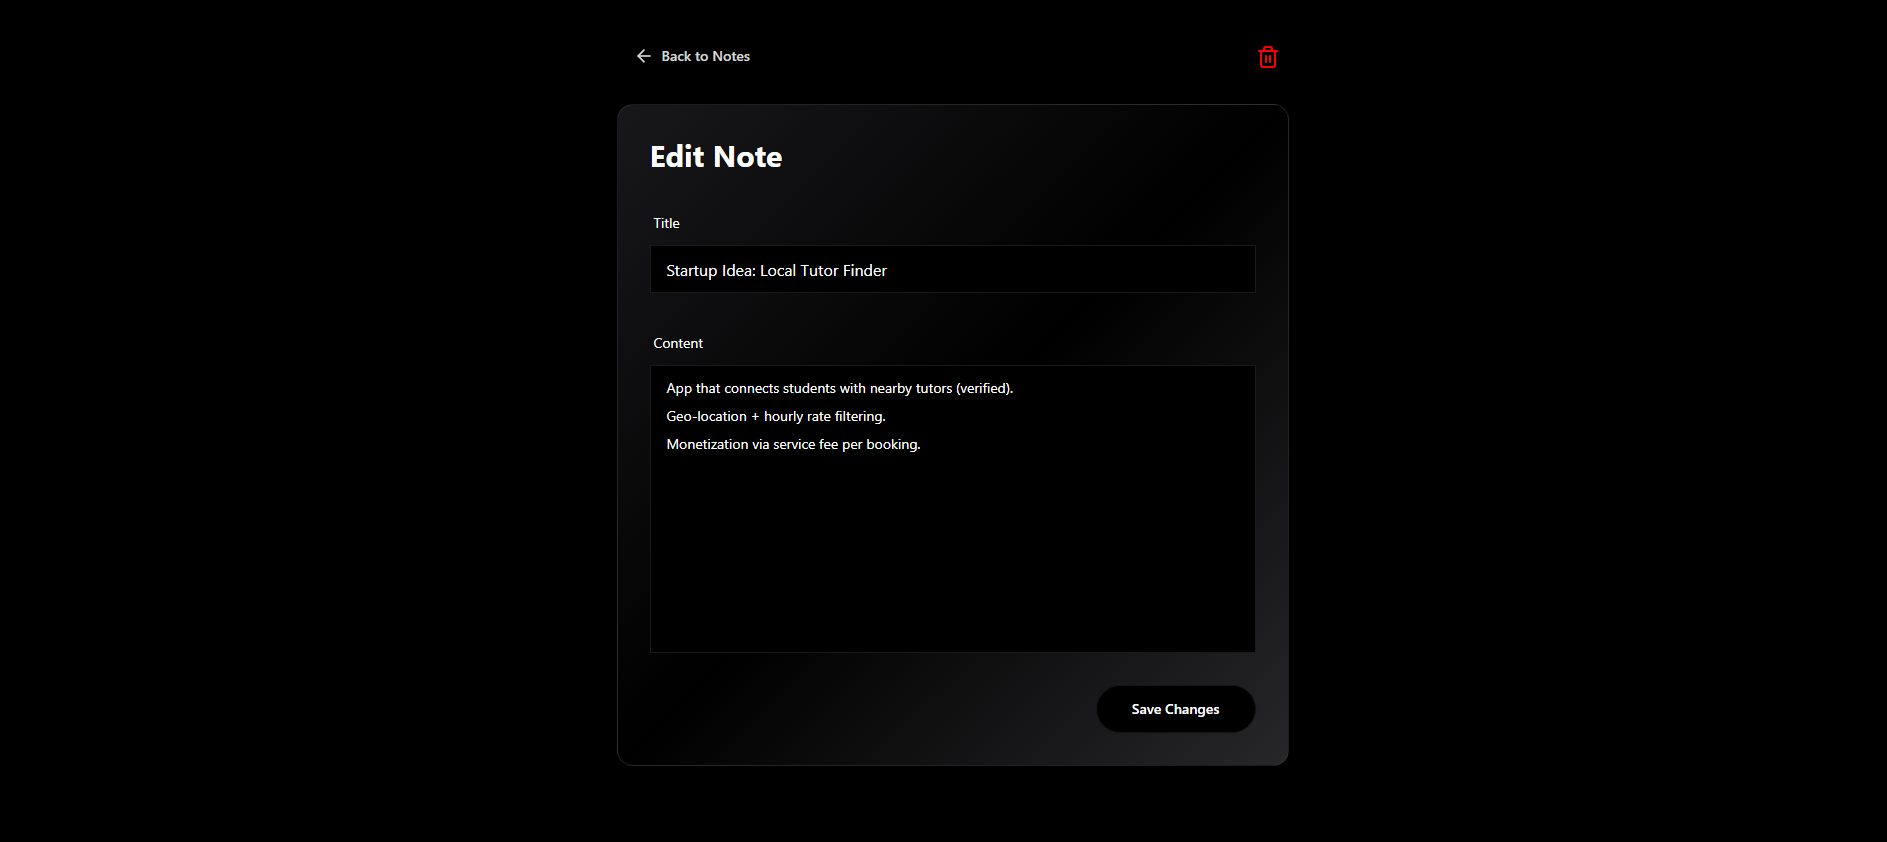 Back to Notes
Edit Note
Title
Startup Idea: Local Tutor Finder
Content
App that connects students with nearby tutors (verified).
Geo-location + hourly rate filtering.
Monetization via service fee per booking.
Save Changes